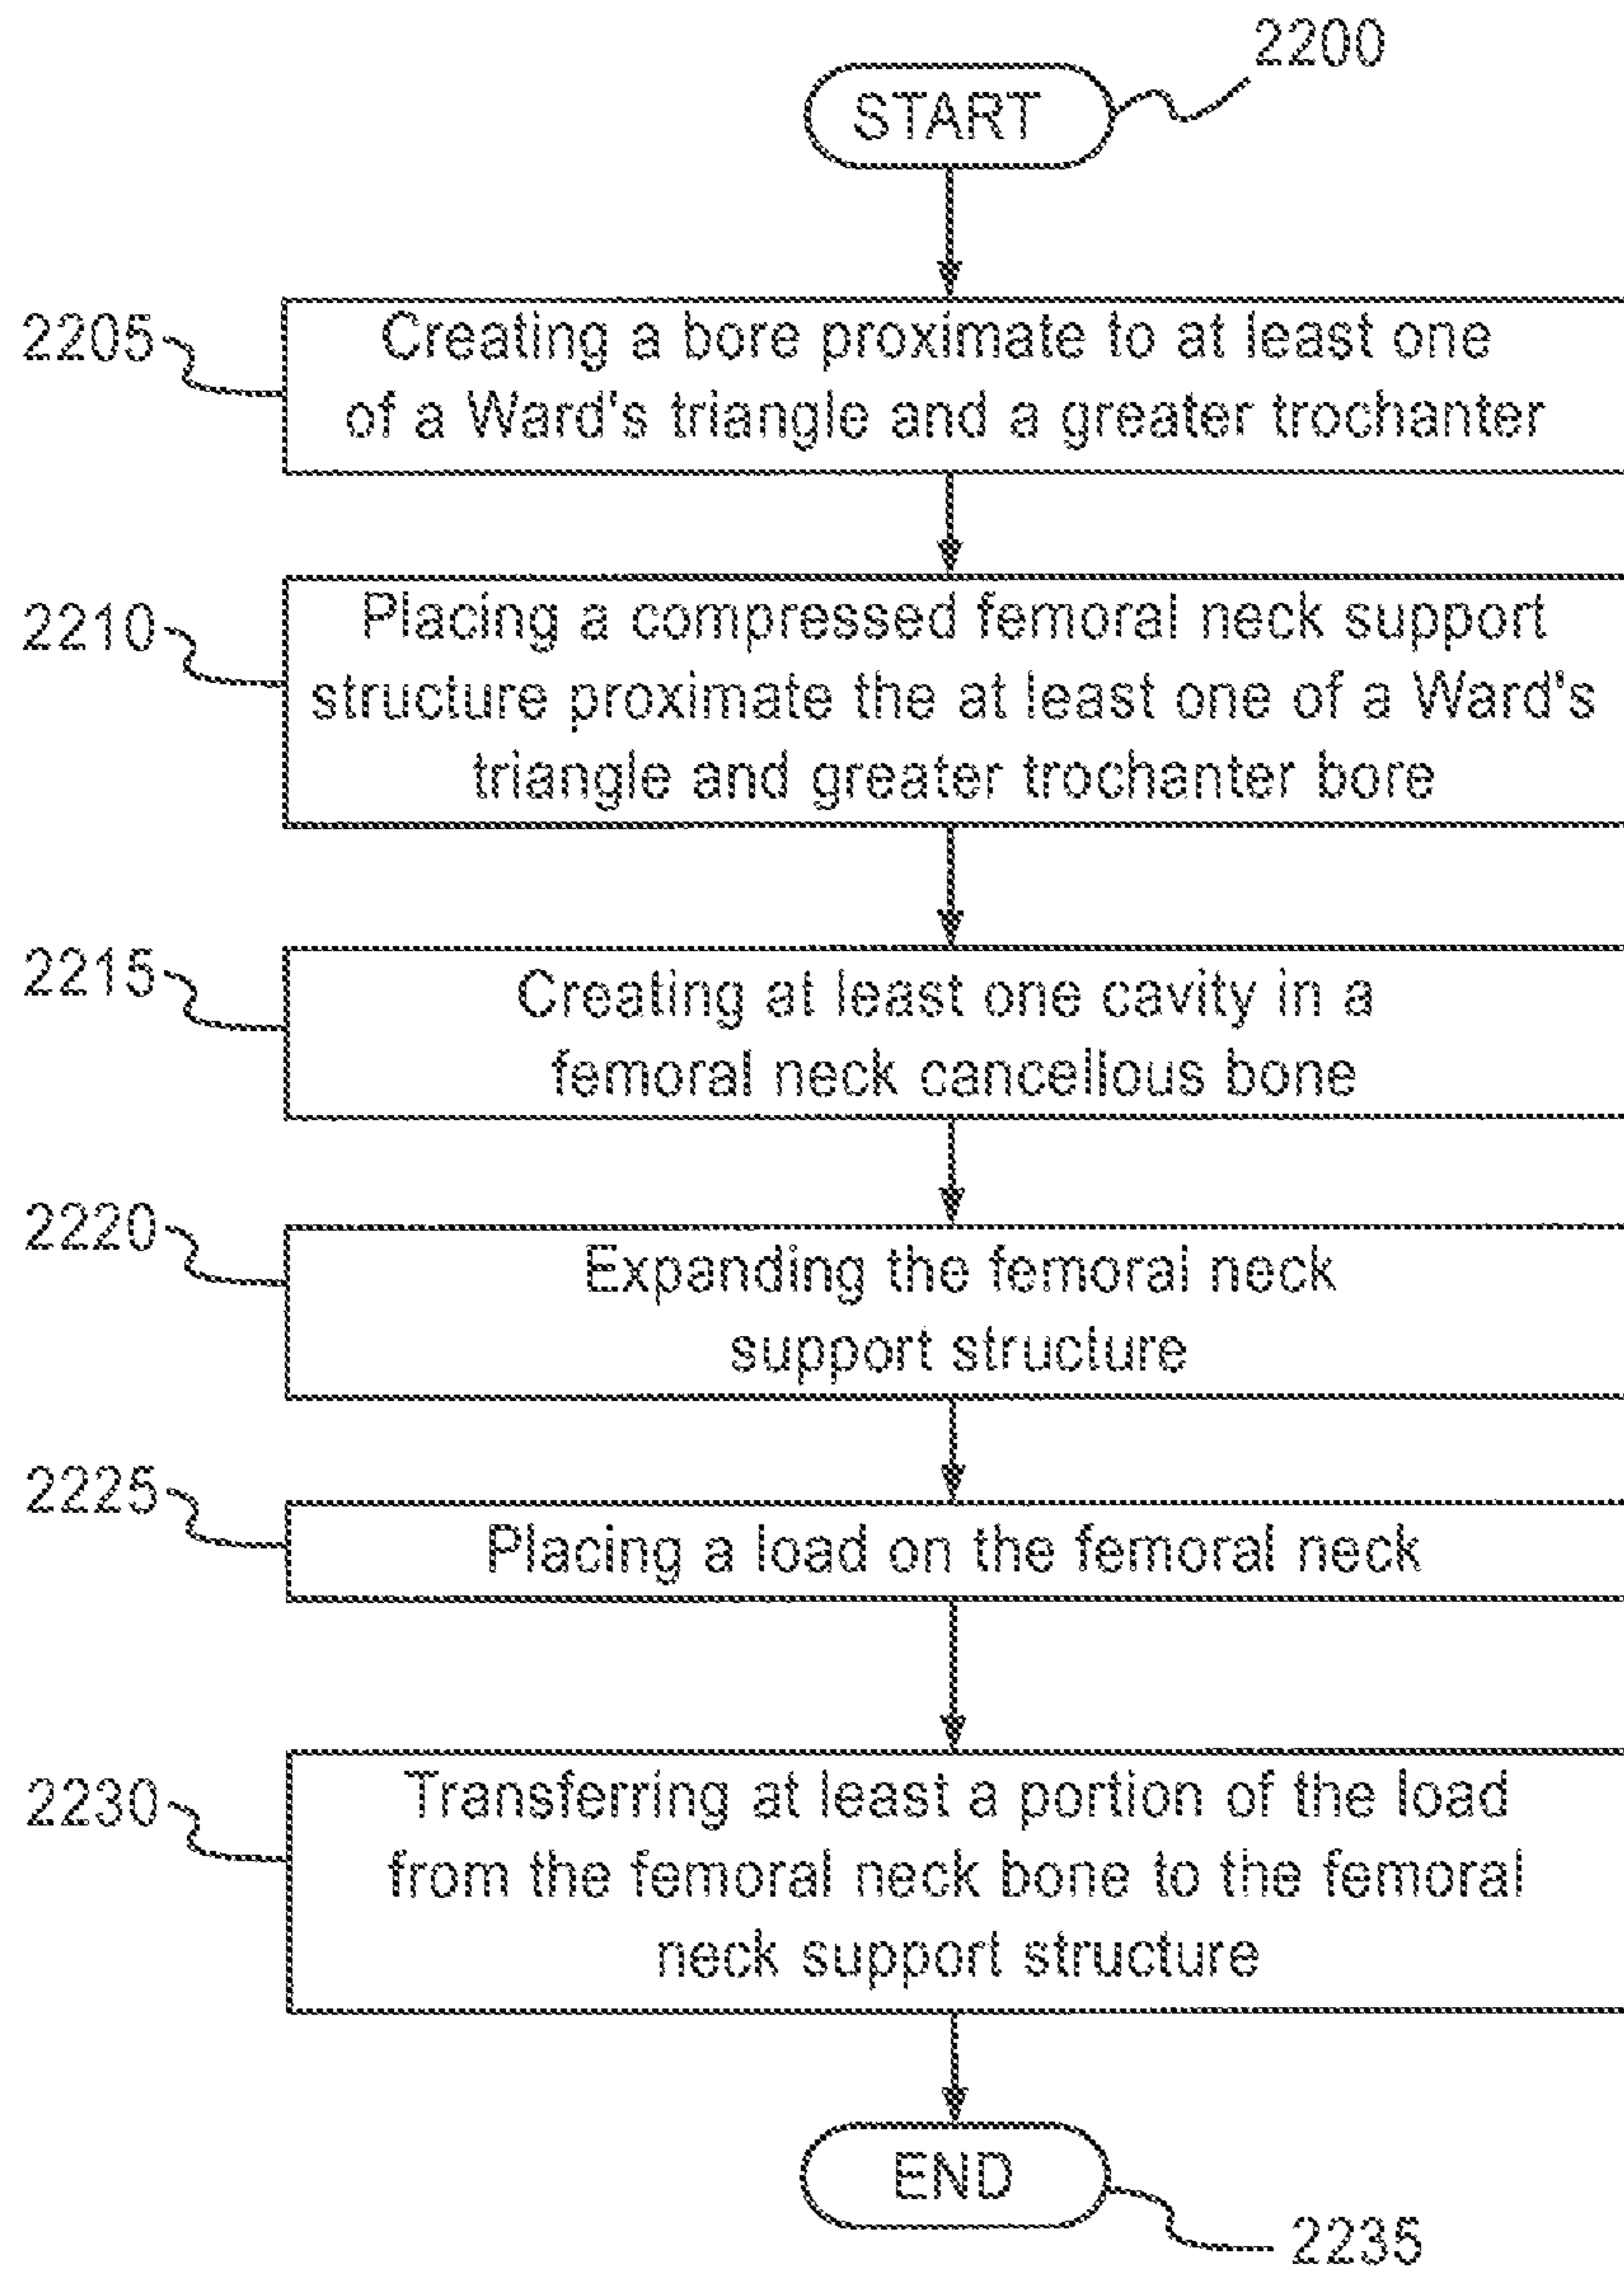 2200
START
2205
Creating a bore proximate to at least one
of a Ward's triangle and a greater trochanter
2210
Placing a compressed femoral neck support
structure proximate the at least one of a Ward's
triangle and greater trochanter bore
2215
Creating at least one cavity in a
femoral neck cancellous bone
2220
Expanding the femoral neck
support structure
2225
Placing a load on the femoral neck
2230
Transferring at least a portion of the load
from the femoral neck bone to the femoral
neck support structure
END
2235